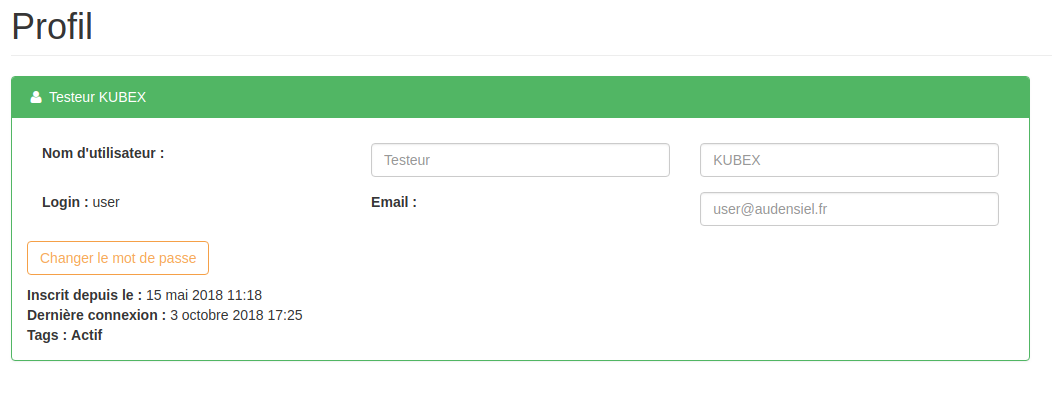 Profil
Testeur KUBEX
Nom d'utilisateur : Testeur KUBEX
Login : user Email : user@audensiel.fr
Changer le mot de passe
Inscrit depuis le : 15 mai 2018 11:18
Dernière connexion : 3 octobre 2018 17:25
Tags : Actif